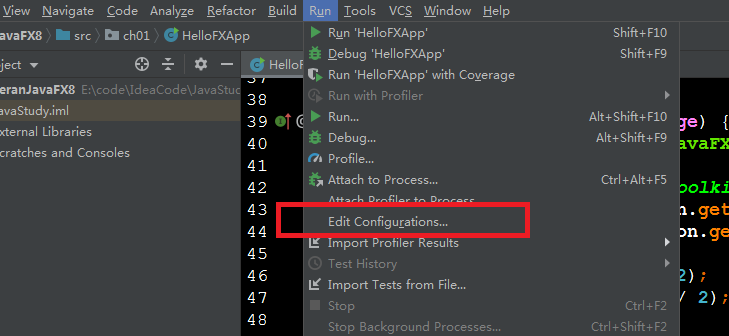 View Navigate Code Analyze Refactor Build Run Tools VCS Window Help
avaFX8 src ch01 HelloFXApp
ject
HelloF
eranJavaFX8 E:\code\IdeaCode\JavaStud
avaStudy.iml
xternal Libraries
cratches and Consoles
37
38
39 @
40
41
42
43
44
45
46
47
48
Run 'HelloFXApp' Shift+F10
Debug 'HelloFXApp' Shift+F9
Run 'HelloFXApp' with Coverage
Run with Profiler
Run... Alt+Shift+F10
Debug... Alt+Shift+F9
Profile...
Attach to Process... Ctrl+Alt+F5
Attach Profiler to Process...
Edit Configurations...
Import Profiler Results
Test History
Import Tests from File...
Stop Ctrl+F2
Stop Background Processes... Ctrl+Shift+F2
ge) {
avaFX
oolki
n.get
on.ge
2);
/ 2);